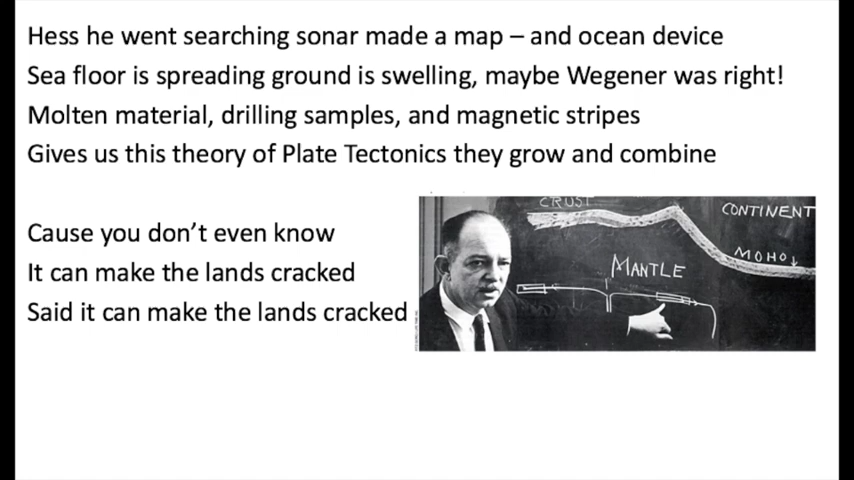 Hess he went searching sonar made a map – and ocean device
Sea floor is spreading ground is swelling, maybe Wegener was right!
Molten material, drilling samples, and magnetic stripes
Gives us this theory of Plate Tectonics they grow and combine
Cause you don’t even know
It can make the lands cracked
Said it can make the lands cracked
CRUST
CONTINENT
MOHO
MANTLE